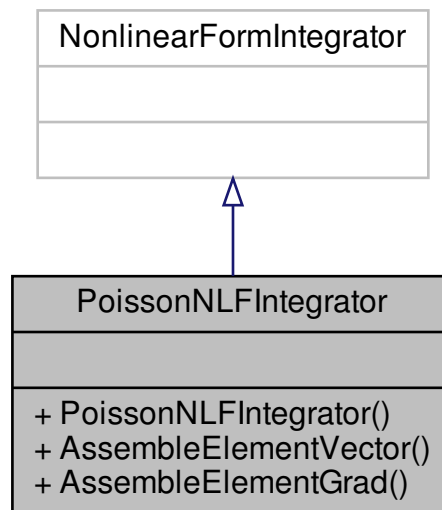 NonlinearFormIntegrator
PoissonNLFIntegrator
+ PoissonNLFIntegrator()
+ AssembleElementVector()
+ AssembleElementGrad()